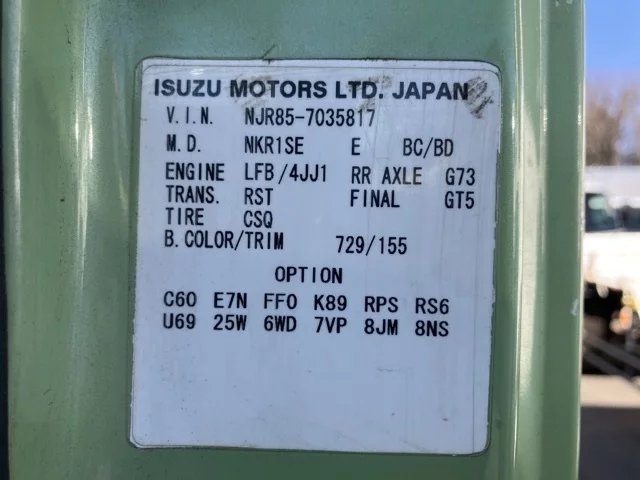 ISUZU MOTORS LTD. JAPAN
V.I.N. NJR85-7035817
M.D. NKR1SE E BC/BD
ENGINE LFB/4JJ1 RR AXLE G73
TRANS. RST FINAL GT5
TIRE CSQ
B.COLOR/TRIM 729/155
OPTION
C60 E7N FF0 K89 RPS RS6
U69 25W 6WD 7VP 8JM 8NS